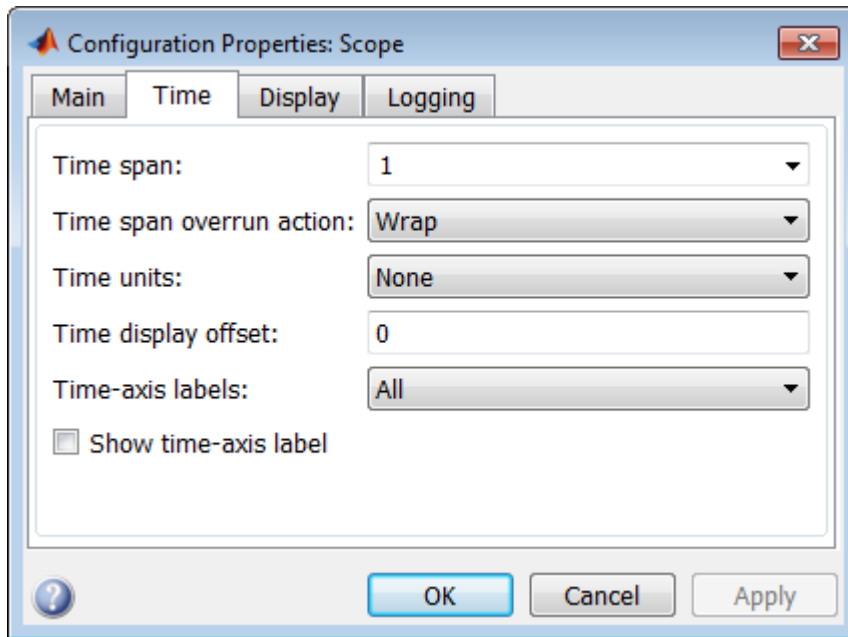 Configuration Properties: Scope
Main Time Display Logging
Time span: 1
Time span overrun action: Wrap
Time units: None
Time display offset: 0
Time-axis labels: All
Show time-axis label
? OK Cancel Apply